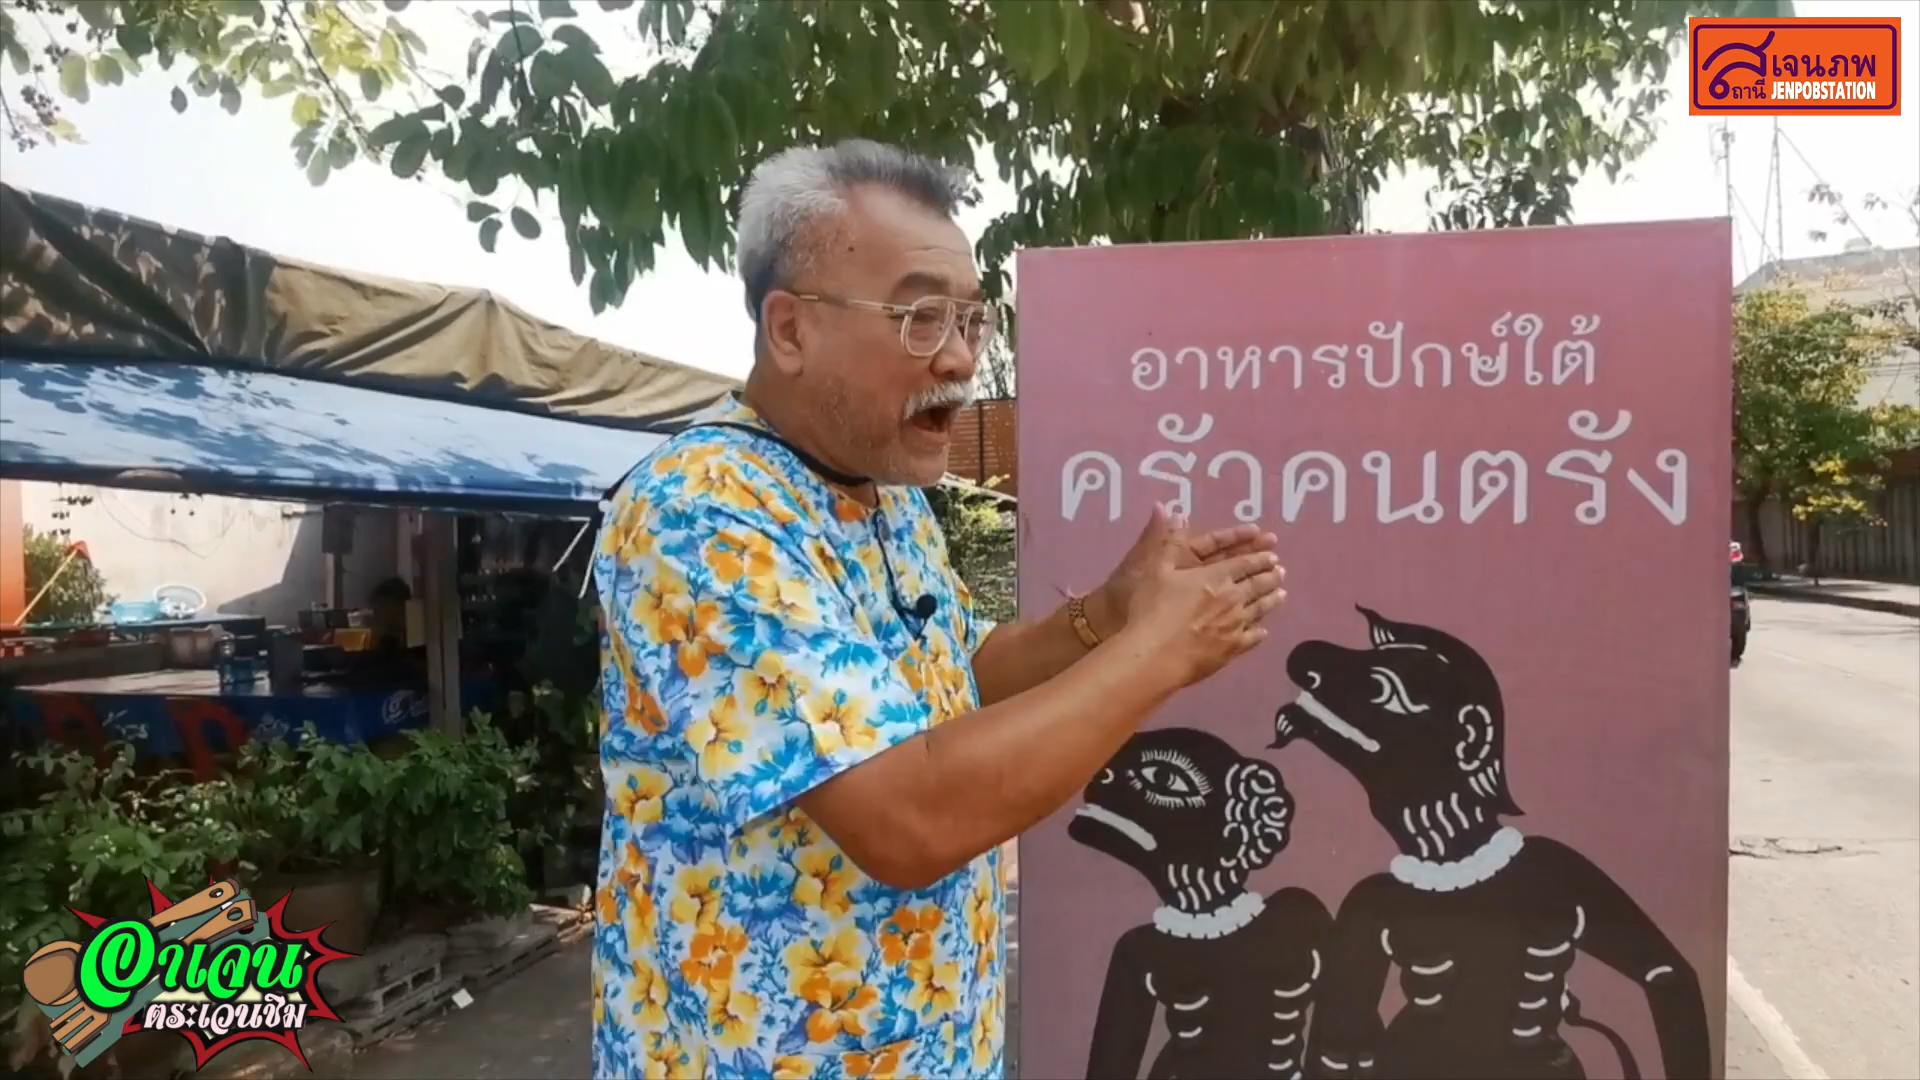 สถานีเจนภพ
JENPOBSTATION
อาหารปักษ์ใต้
ครัวคนตรัง
อาเจน
ตระเวนชิม